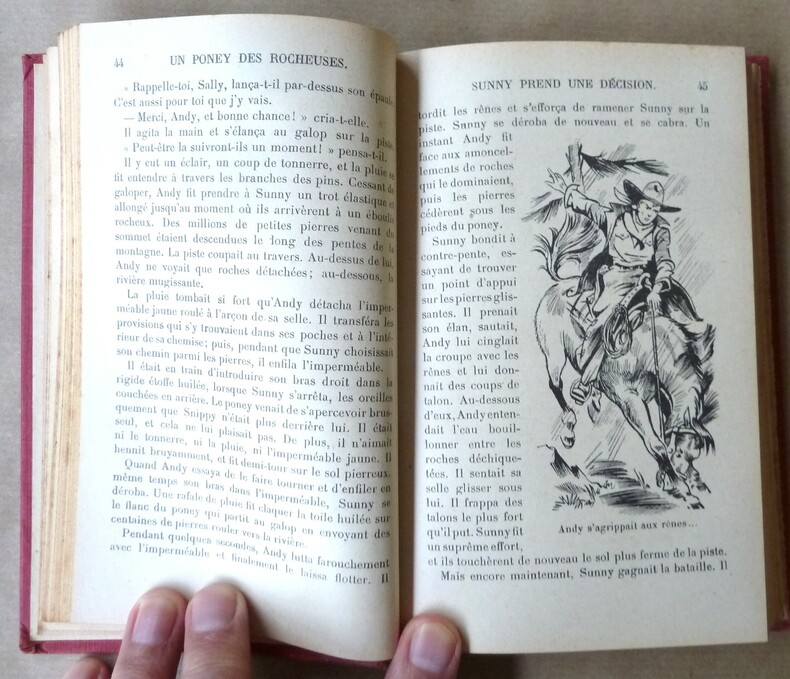 44 UN PONEY DES ROCHEUSES.
« Rappelle-toi, Sally, lança-t-il par-dessus son épaule.
C'est aussi pour toi que j'y vais.
— Merci, Andy, et bonne chance! » cria-t-elle.
Il agita la main et s'élança au galop sur la piste
« Peut-être la suivront-ils un moment! » pensa-t-il.
Il y eut un éclair, un coup de tonnerre, et la pluie se
fit entendre à travers les branches des pins. Cessant de
galoper, Andy fit prendre à Sunny un trot élastique et
allongé jusqu'au moment où ils arrivèrent à un éboulis
rocheux. Des millions de petites pierres venant du
sommet étaient descendues le long des pentes de la
montagne. La piste coupait au travers. Au-dessus de lui,
Andy ne voyait que roches détachées; au-dessous, la
rivière mugissante.
La pluie tombait si fort qu'Andy détacha l'imper-
méable jaune roulé à l'arçon de sa selle. Il transféra les
provisions qui s'y trouvaient dans ses poches et à l'inté-
rieur de sa chemise; puis, pendant que Sunny choisissait
son chemin parmi les pierres, il enfila l'imperméable.
Il était en train d'introduire son bras droit dans la
rigide étoffe huilée, lorsque Sunny s'arrêta, les oreilles
couchées en arrière. Le poney venait de s'apercevoir brus-
quement que Snippy n'était plus derrière lui. Il était
seul, et cela ne lui plaisait pas. De plus, il n'aimait
ni le tonnerre, ni la pluie, ni l'imperméable jaune. Il
hennit bruyamment, et fit demi-tour sur le sol pierreux.
Quand Andy essaya de le faire tourner et d'enfiler en
même temps son bras dans l'imperméable, Sunny se
déroba. Une rafale de pluie fit claquer la toile huilée sur
le flanc du poney qui partit au galop en envoyant des
centaines de pierres rouler vers la rivière.
Pendant quelques secondes, Andy lutta farouchement
avec l'imperméable et finalement le laissa flotter. Il
SUNNY PREND UNE DÉCISION. 45
tordit les rênes et s'efforça de ramener Sunny sur la
piste. Sunny se déroba de nouveau et se cabra. Un
instant Andy fit
face aux amoncel-
lements de roches
qui le dominaient,
puis les pierres
cédèrent sous les
pieds du poney.
Sunny bondit à
contre-pente, es-
sayant de trouver
un point d'appui
sur les pierres glis-
santes. Il prenait
son élan, sautait,
Andy lui cinglait
la croupe avec les
rênes et lui don-
nait des coups de
talon. Au-dessous
d'eux, Andy enten-
dait l'eau bouil-
lonner entre les
roches déchique-
tées. Il sentait sa
selle glisser sous
lui. Il frappa des
talons le plus fort
qu'il put. Sunny fit
un suprême effort,
et ils touchèrent de nouveau le sol plus ferme de la piste.
Mais encore maintenant, Sunny gagnait la bataille. Il
Andy s'agrippait aux rênes...